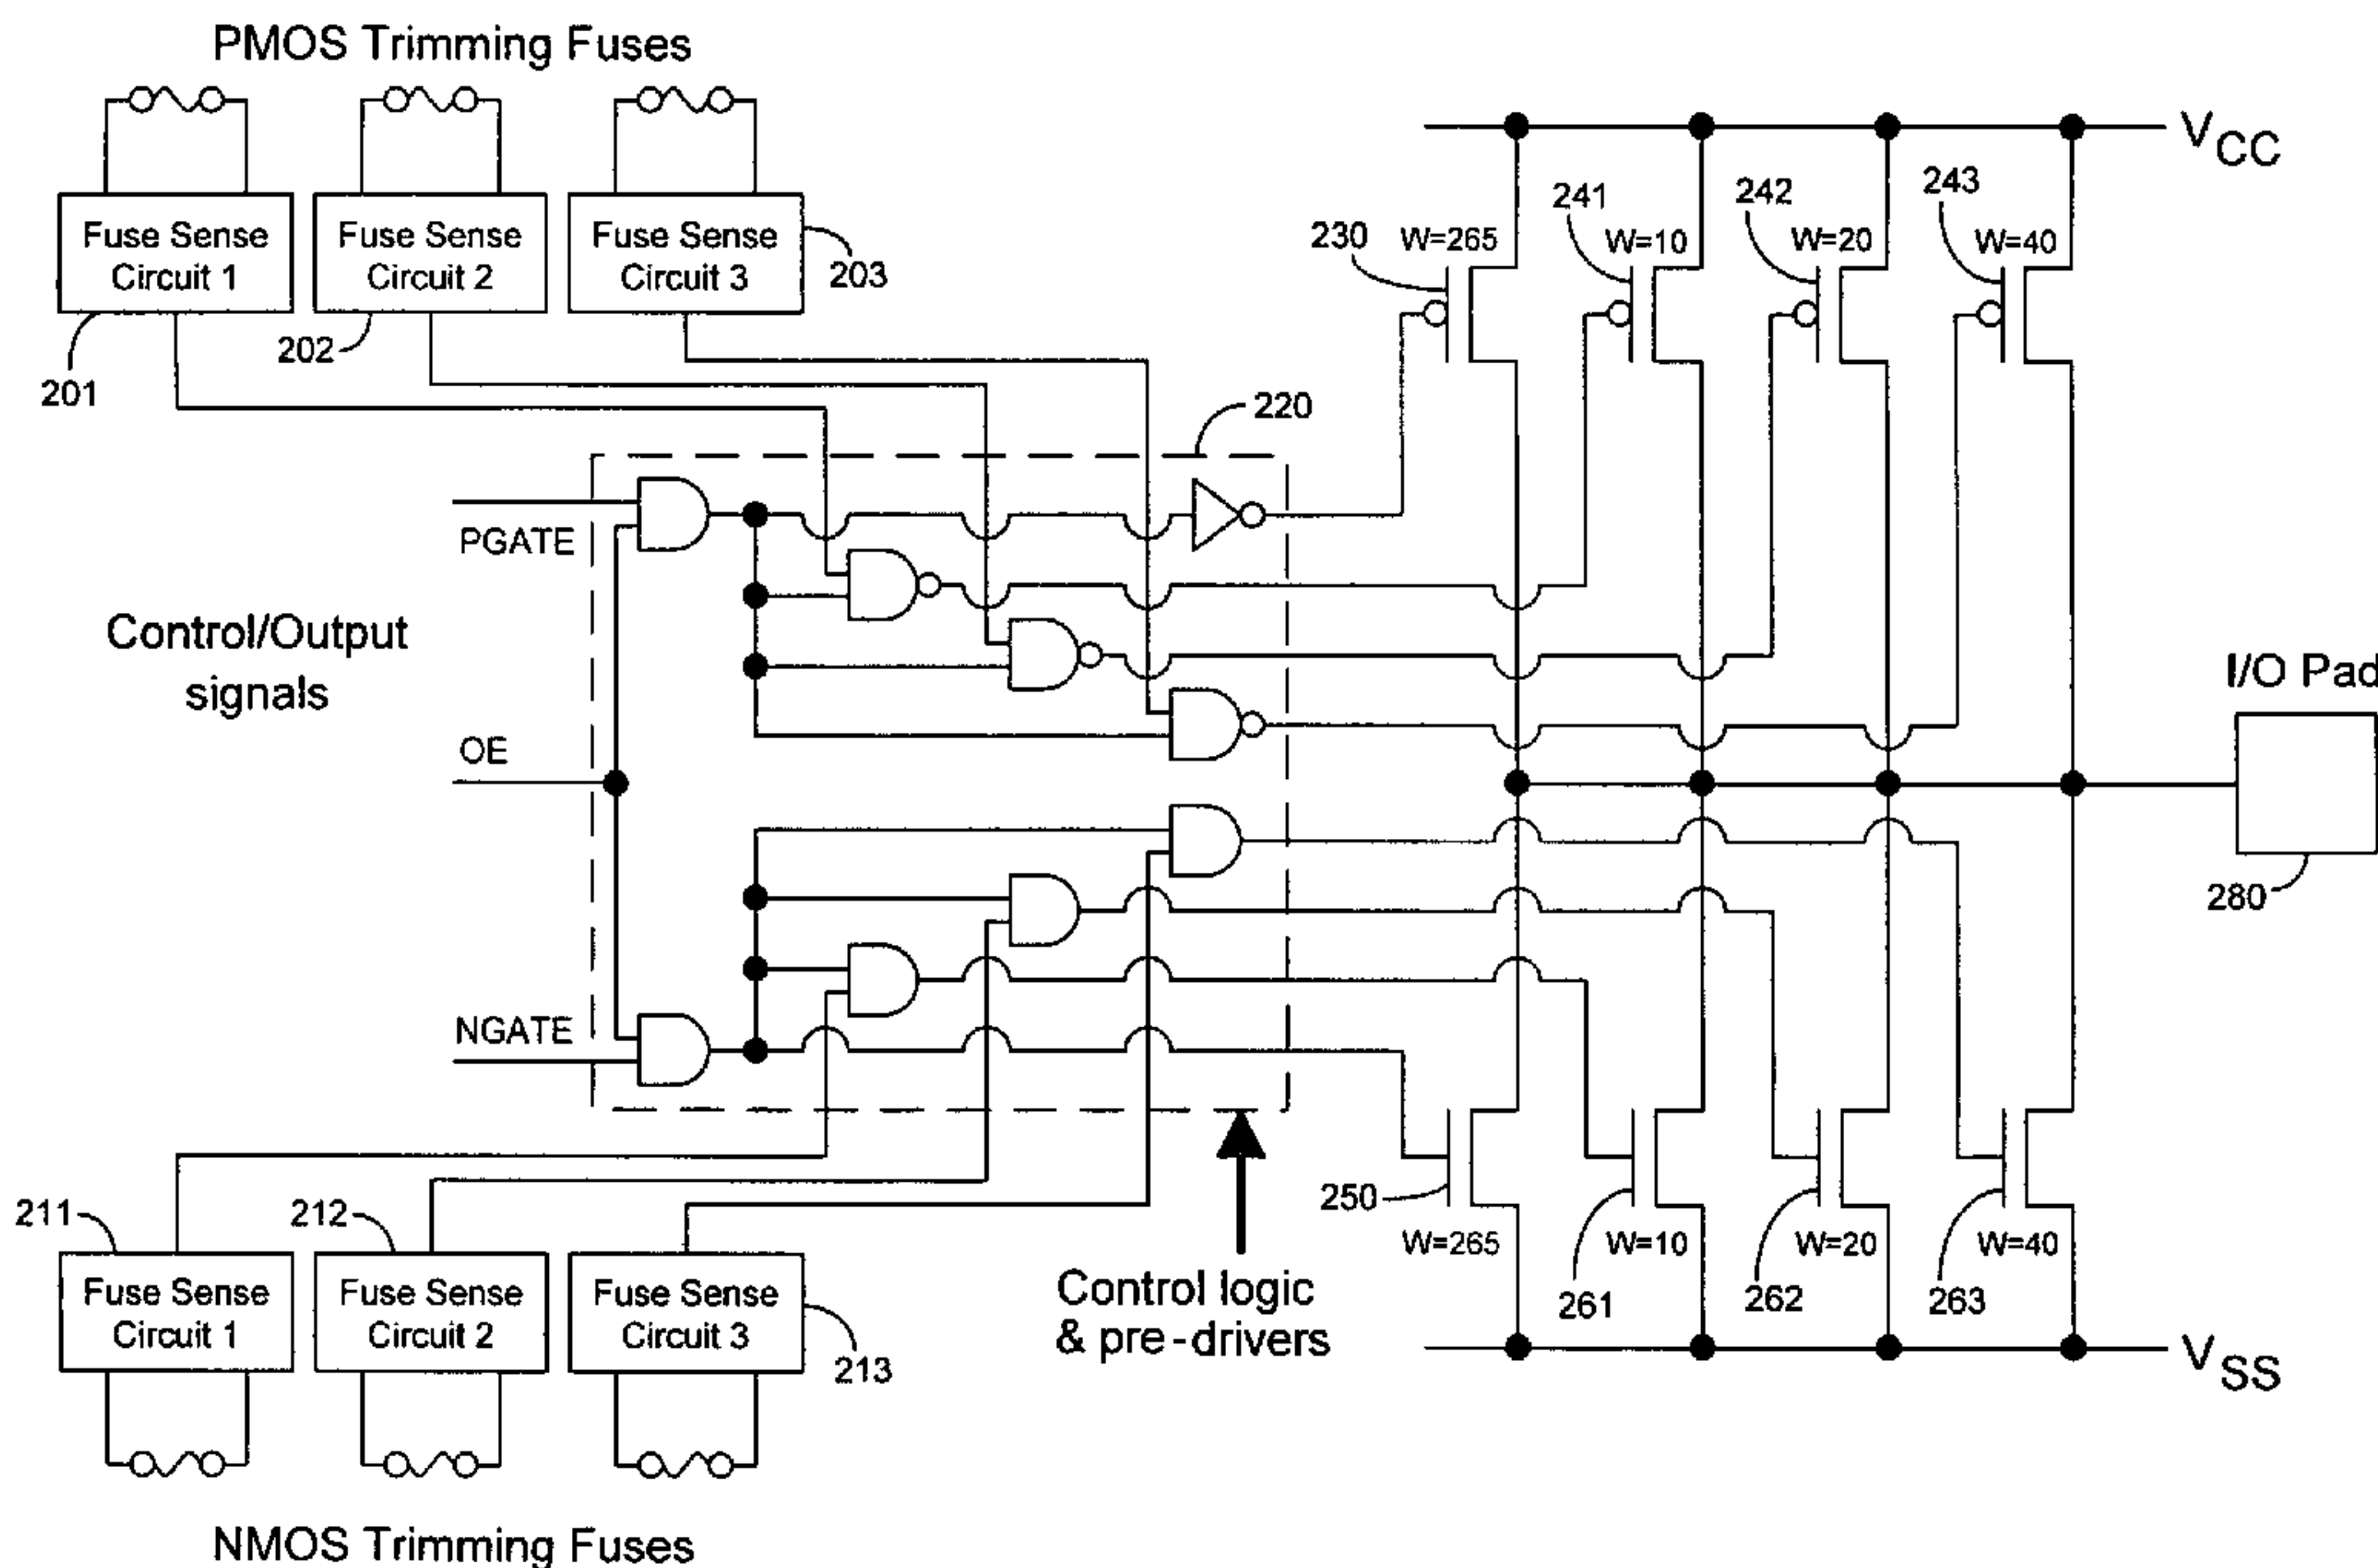 PMOS Trimming Fuses
Fuse Sense
Circuit 1
Fuse Sense
Circuit 2
Fuse Sense
Circuit 3
201
202
203
220
VCC
230
W=265
241
W=10
242
W=20
243
W=40
PGATE
Control/Output
signals
OE
NGATE
I/O Pad
280
250
W=265
261
W=10
262
W=20
263
W=40
VSS
Control logic
& pre-drivers
211
212
213
Fuse Sense
Circuit 1
Fuse Sense
Circuit 2
Fuse Sense
Circuit 3
NMOS Trimming Fuses